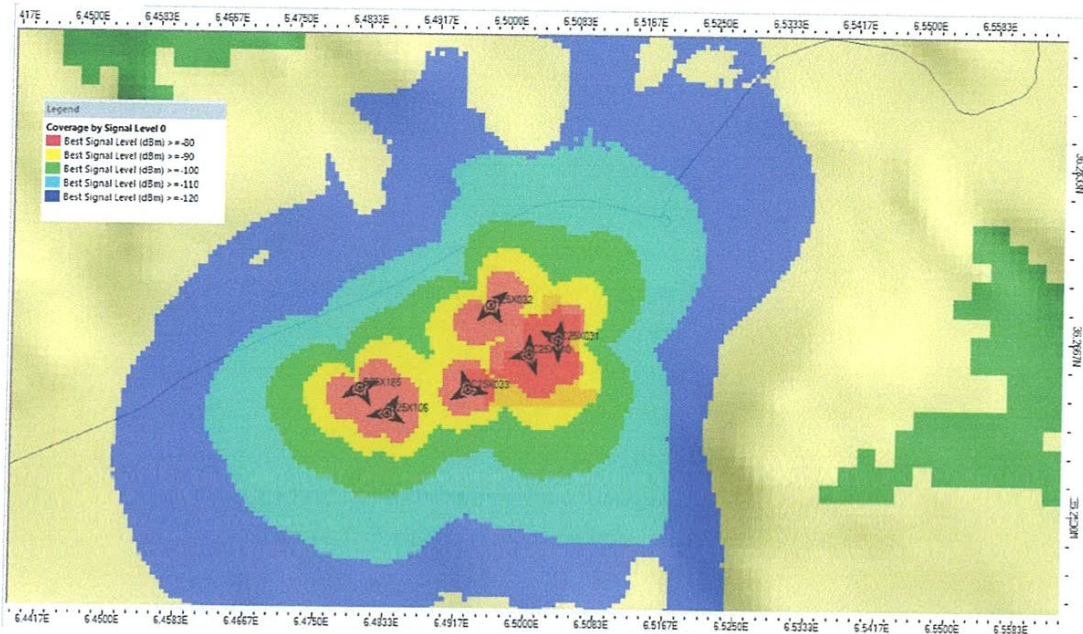 417E 6.4500E 6.4583E 6.4667E 6.4750E 6.4833E 6.4917E 6.5000E 6.5083E 6.5167E 6.5250E 6.5333E 6.5417E 6.5500E 6.5583E
Legend
Coverage by Signal Level 0
Best Signal Level (dBm) >=-80
Best Signal Level (dBm) >=-90
Best Signal Level (dBm) >=-100
Best Signal Level (dBm) >=-110
Best Signal Level (dBm) >=-120
36.2667N
6.4417E 6.4500E 6.4583E 6.4667E 6.4750E 6.4833E 6.4917E 6.5000E 6.5083E 6.5167E 6.5250E 6.5333E 6.5417E 6.5500E 6.5583E